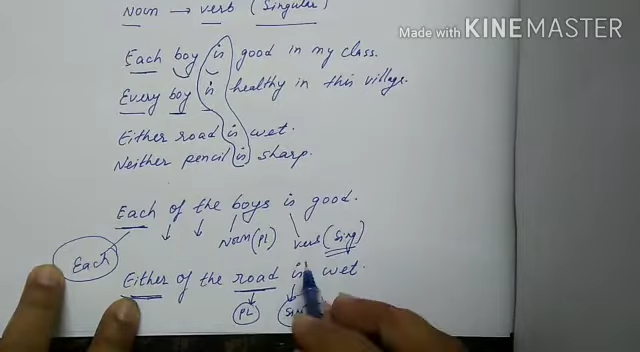 Made with KINEMASTER
Noun → verb (Singular)
Each boy is good in my class.
Every boy is healthy in this village.
Either road is wet.
Neither pencil is sharp.
Each of the boys is good.
Noun (PL) verb (Sing)
Each
Either of the road is wet.
PL